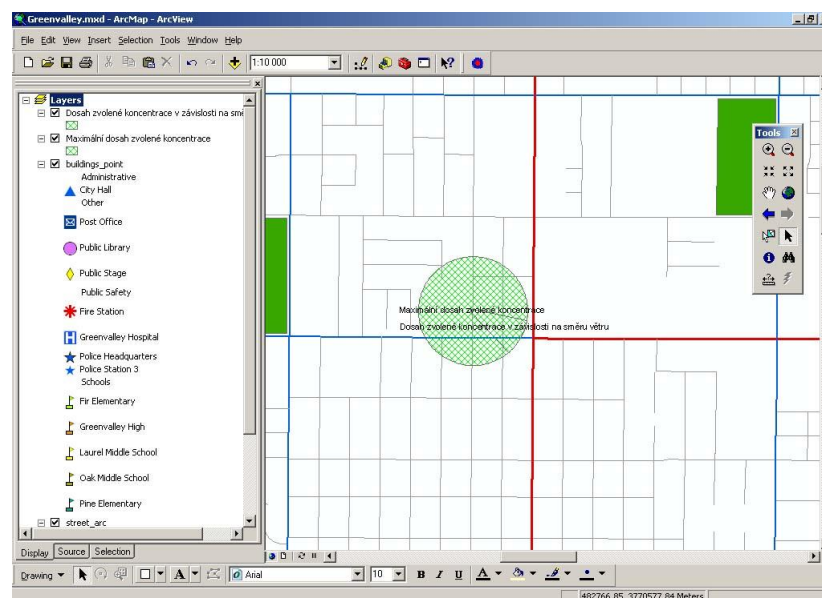 Greenvalley.mxd - ArcMap - ArcView
File Edit View Insert Selection Tools Window Help
1:10 000
Layers
Dosah zvolené koncentrace v závislosti na smě
Maximální dosah zvolené koncentrace
buildings_point
Administrative
City Hall
Other
Post Office
Public Library
Public Stage
Public Safety
Fire Station
Greenvalley Hospital
Police Headquarters
Police Station 3
Schools
Fir Elementary
Greenvalley High
Laurel Middle School
Oak Middle School
Pine Elementary
street_arc
Display Source Selection
Maximální dosah zvolené koncentrace
Dosah zvolené koncentrace v závislosti na směru větru
Tools
Drawing A Arial 10 B I U A
482766.85 3770577.84 Meters